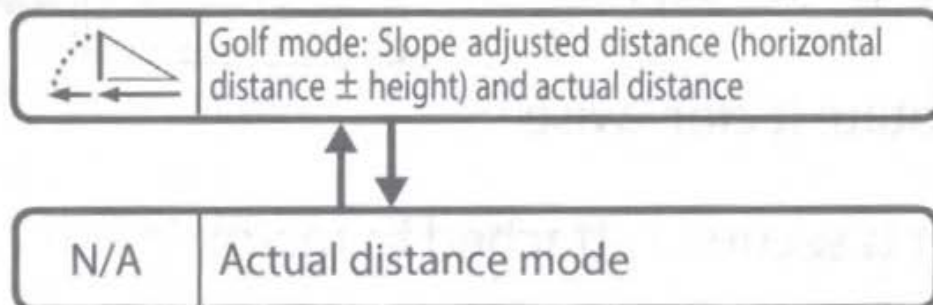 Golf mode: Slope adjusted distance (horizontal
distance ± height) and actual distance
N/A
Actual distance mode